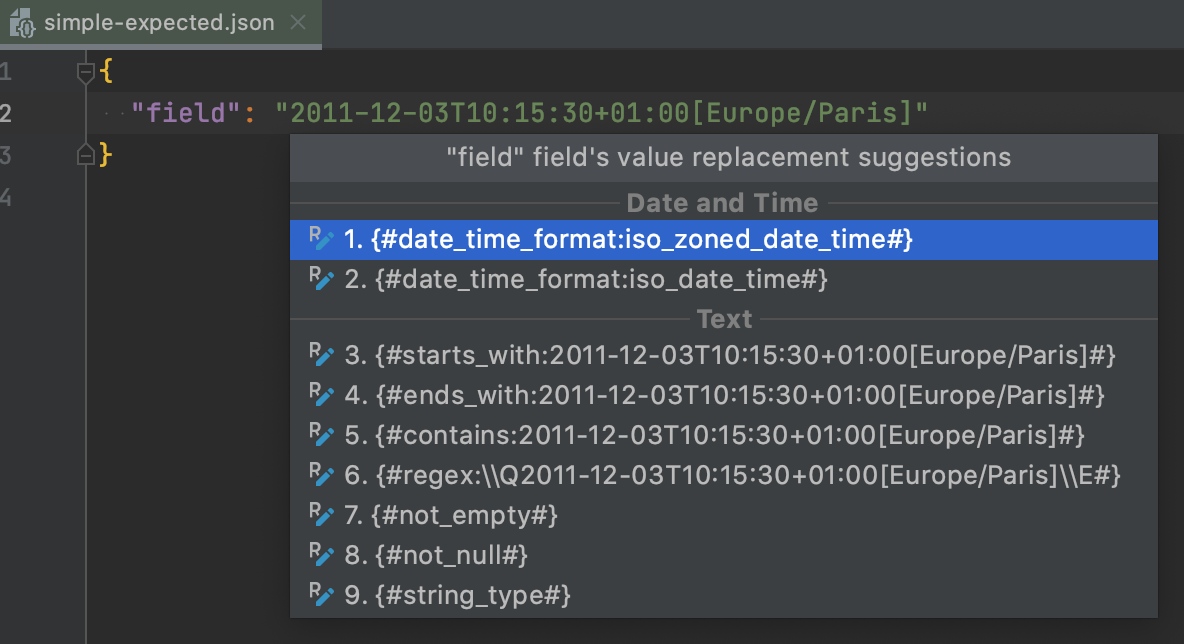 simple-expected.json
1 {
2 "field": "2011-12-03T10:15:30+01:00[Europe/Paris]"
3 }
4
"field" field's value replacement suggestions
Date and Time
1. {#date_time_format:iso_zoned_date_time#}
2. {#date_time_format:iso_date_time#}
Text
3. {#starts_with:2011-12-03T10:15:30+01:00[Europe/Paris]#}
4. {#ends_with:2011-12-03T10:15:30+01:00[Europe/Paris]#}
5. {#contains:2011-12-03T10:15:30+01:00[Europe/Paris]#}
6. {#regex:\\Q2011-12-03T10:15:30+01:00[Europe/Paris]\\E#}
7. {#not_empty#}
8. {#not_null#}
9. {#string_type#}